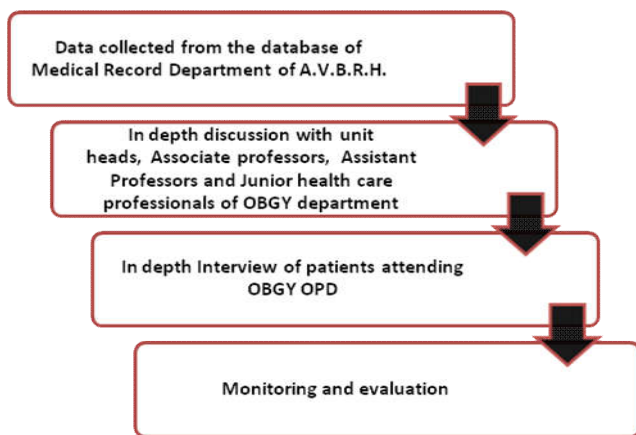 Data collected from the database of
Medical Record Department of A.V.B.R.H.
In depth discussion with unit
heads, Associate professors, Assistant
Professors and Junior health care
professionals of OBGY department
In depth Interview of patients attending
OBGY OPD
Monitoring and evaluation